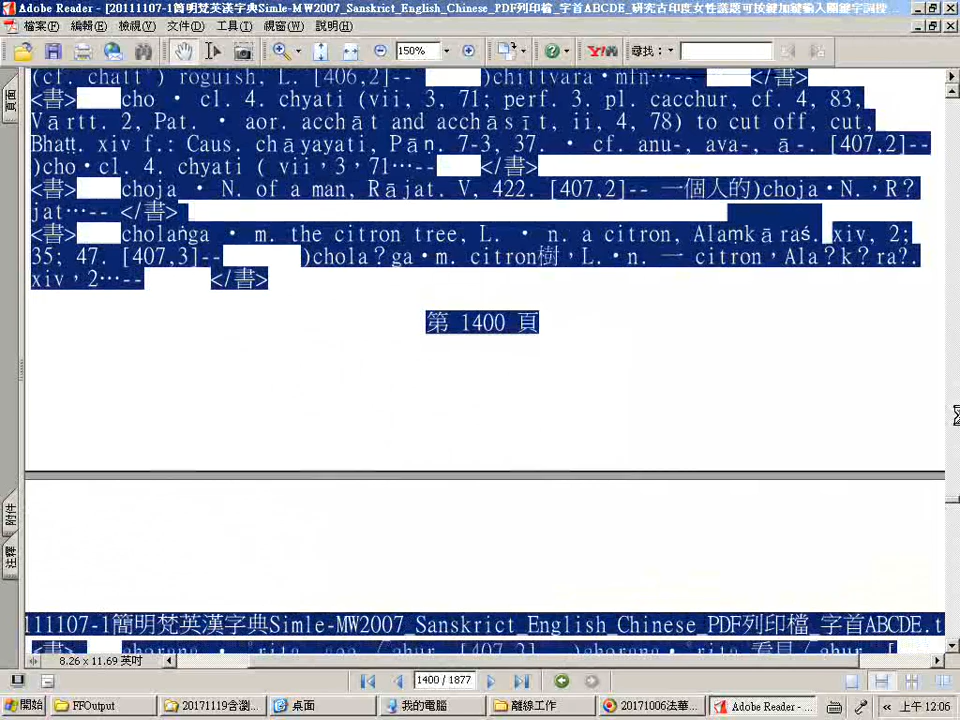 Adobe Reader - [20111107-1簡明梵英漢字典Simle-MW2007_Sanskrict_English_Chinese_PDF列印檔_字首ABCDE_研究古印度女性議題可按鍵加鍵輸入關鍵字詞搜
檔案(F) 編輯(E) 檢視(V) 文件(D) 工具(T) 視窗(W) 說明(H)
150% Y! 尋找：
頁面
(cf. chatt ) roguish, L. [406,2]-- )chittvara·mfn…-- </書>
<書> cho · cl. 4. chyati (vii, 3, 71; perf. 3. pl. cacchur, cf. 4, 83,
Vārtt. 2, Pat. · aor. acchāt and acchāsīt, ii, 4, 78) to cut off, cut,
Bhaṭṭ. xiv f.: Caus. chāyayati, Pāṇ. 7-3, 37. · cf. anu-, ava-, ā-. [407,2]--
)cho·cl. 4. chyati ( vii，3，71…-- </書>
<書> choja · N. of a man, Rājat. V, 422. [407,2]-- 一個人的)choja·N.，R?
jat…-- </書>
<書> cholaṅga · m. the citron tree, L. · n. a citron, Alaṃkāraś. xiv, 2;
35; 47. [407,3]-- )chola?ga·m. citron樹，L.·n. 一 citron，Ala?k?ra?.
xiv，2…-- </書>
第 1400 頁
附件
注釋
111107-1簡明梵英漢字典Simle-MW2007_Sanskrict_English_Chinese_PDF列印檔_字首ABCDE.t
8.26 x 11.69 英吋
1400 / 1877
開始 FFOutput 20171119含瀏... 桌面 我的電腦 離線工作 20171006法華... Adobe Reader - [... « 上午 12:06